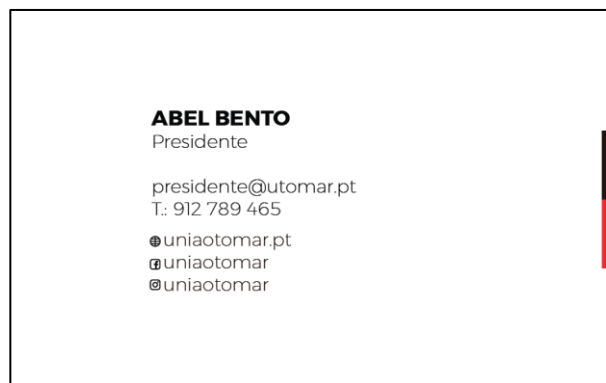 ABEL BENTO
Presidente
presidente@utomar.pt
T.: 912 789 465
uniaotomar.pt
uniaotomar
uniaotomar